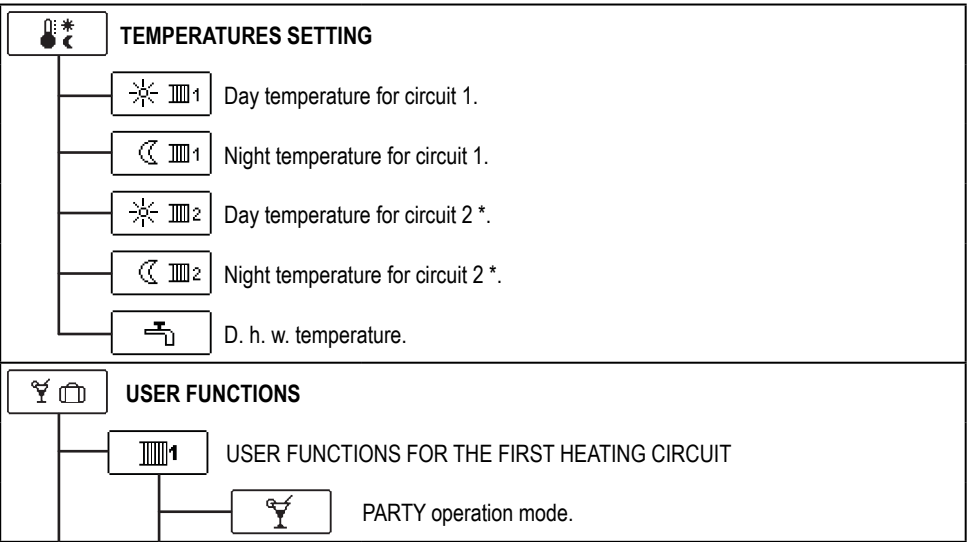 TEMPERATURES SETTING
1 Day temperature for circuit 1.
1 Night temperature for circuit 1.
2 Day temperature for circuit 2 *.
2 Night temperature for circuit 2 *.
D. h. w. temperature.
USER FUNCTIONS
1 USER FUNCTIONS FOR THE FIRST HEATING CIRCUIT
PARTY operation mode.